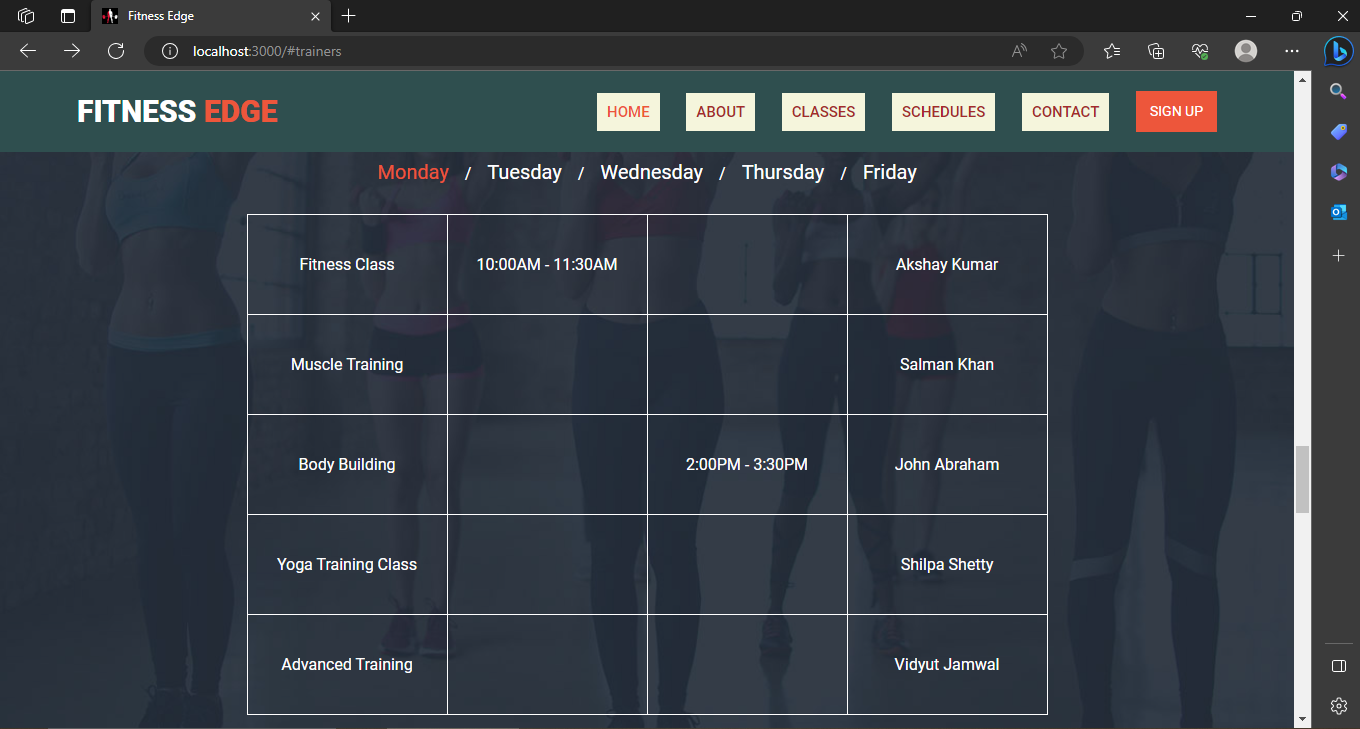 Fitness Edge
localhost:3000/#trainers
FITNESS EDGE HOME ABOUT CLASSES SCHEDULES CONTACT SIGN UP
Monday / Tuesday / Wednesday / Thursday / Friday
Fitness Class 10:00AM - 11:30AM Akshay Kumar
Muscle Training Salman Khan
Body Building 2:00PM - 3:30PM John Abraham
Yoga Training Class Shilpa Shetty
Advanced Training Vidyut Jamwal